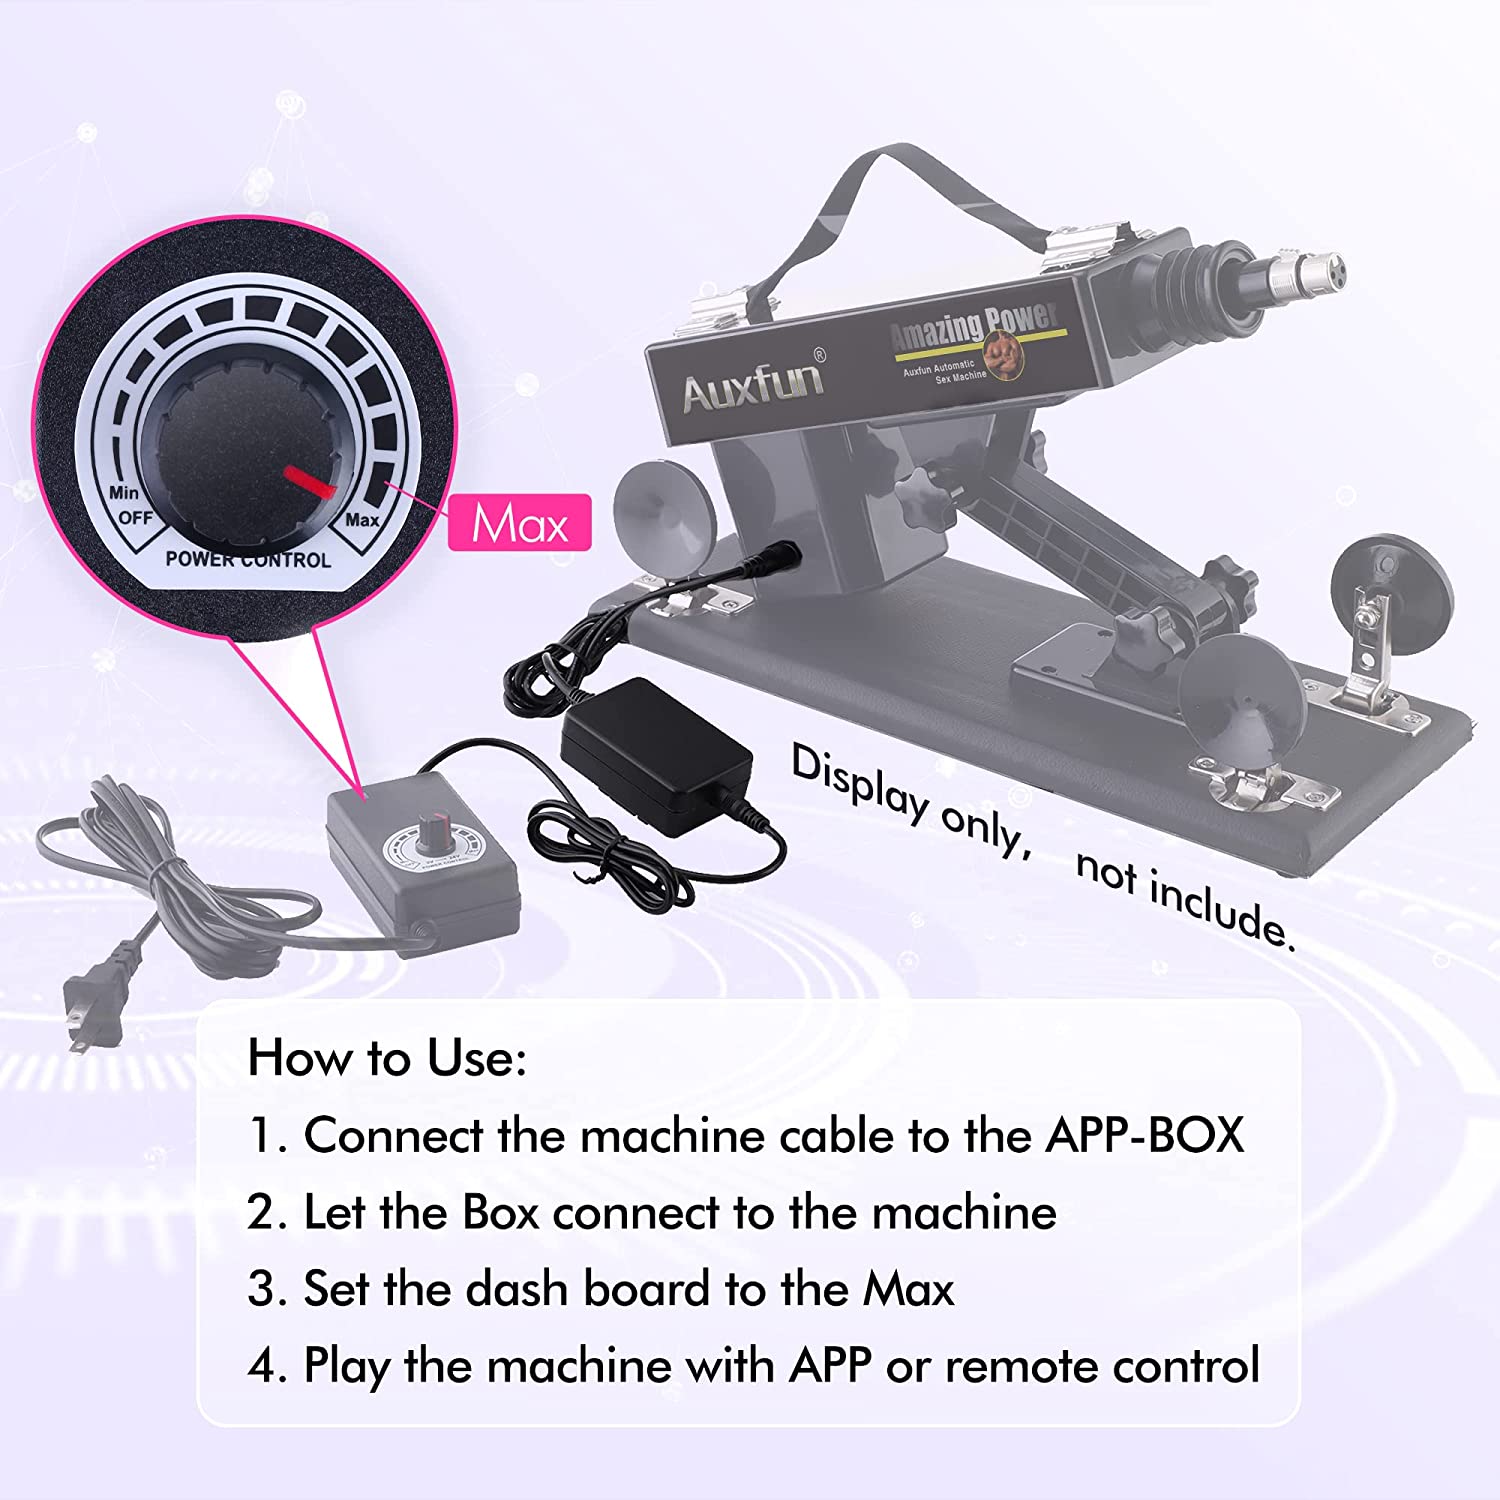 Amazing Power
Auxfun®
Auxfun Automatic
Sex Machine
Min
OFF
Max
POWER CONTROL
Max
POWER CONTROL
Display only, not include.
How to Use:
1. Connect the machine cable to the APP-BOX
2. Let the Box connect to the machine
3. Set the dash board to the Max
4. Play the machine with APP or remote control